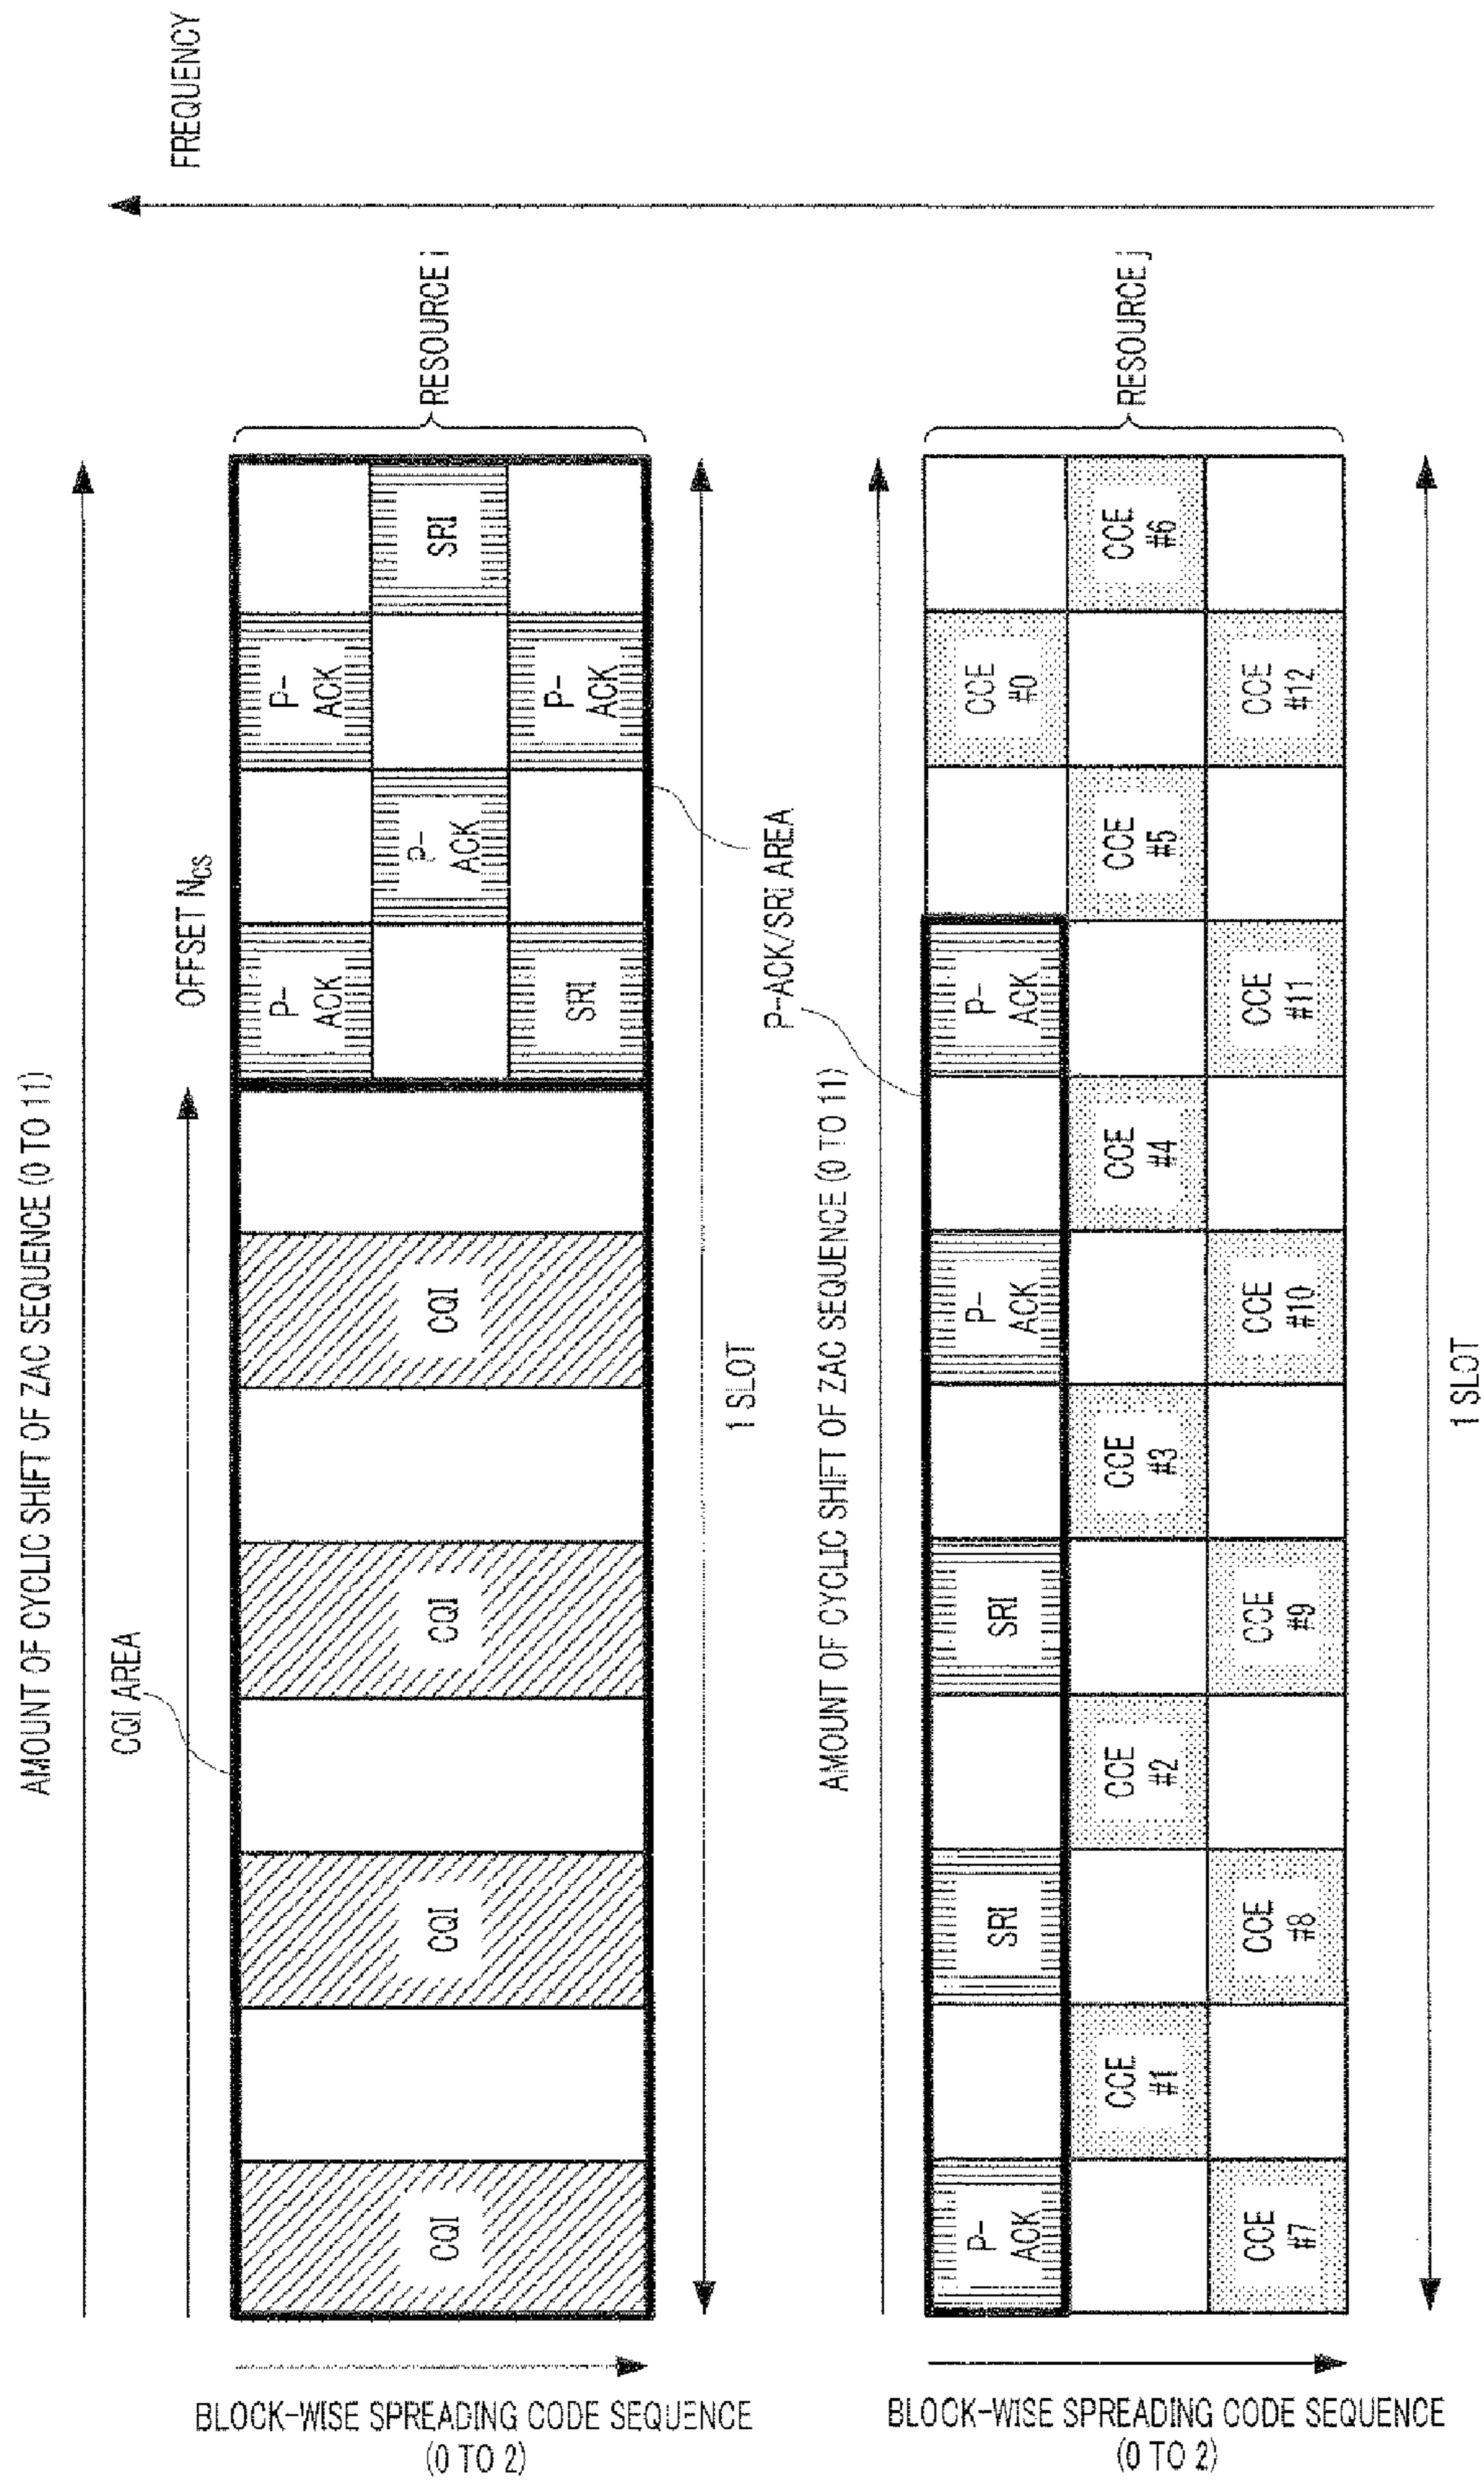 AMOUNT OF CYCLIC SHIFT OF ZAC SEQUENCE (0 TO 11)
CQI AREA
OFFSET NCS
FREQUENCY
P-
ACK
P-
ACK
CQI
CQI
CQI
CQI
P-
ACK
SRI
SRI
P-
ACK
RESOURCE i
BLOCK-WISE SPREADING CODE SEQUENCE
(0 TO 2)
1 SLOT
P-ACK/SRI AREA
AMOUNT OF CYCLIC SHIFT OF ZAC SEQUENCE (0 TO 11)
P-
ACK
SRI
SRI
P-
ACK
P-
ACK
CCE
#0
CCE
#1
CCE
#2
CCE
#3
CCE
#4
CCE
#5
CCE
#6
CCE
#7
CCE
#8
CCE
#9
CCE
#10
CCE
#11
CCE
#12
RESOURCE j
BLOCK-WISE SPREADING CODE SEQUENCE
(0 TO 2)
1 SLOT